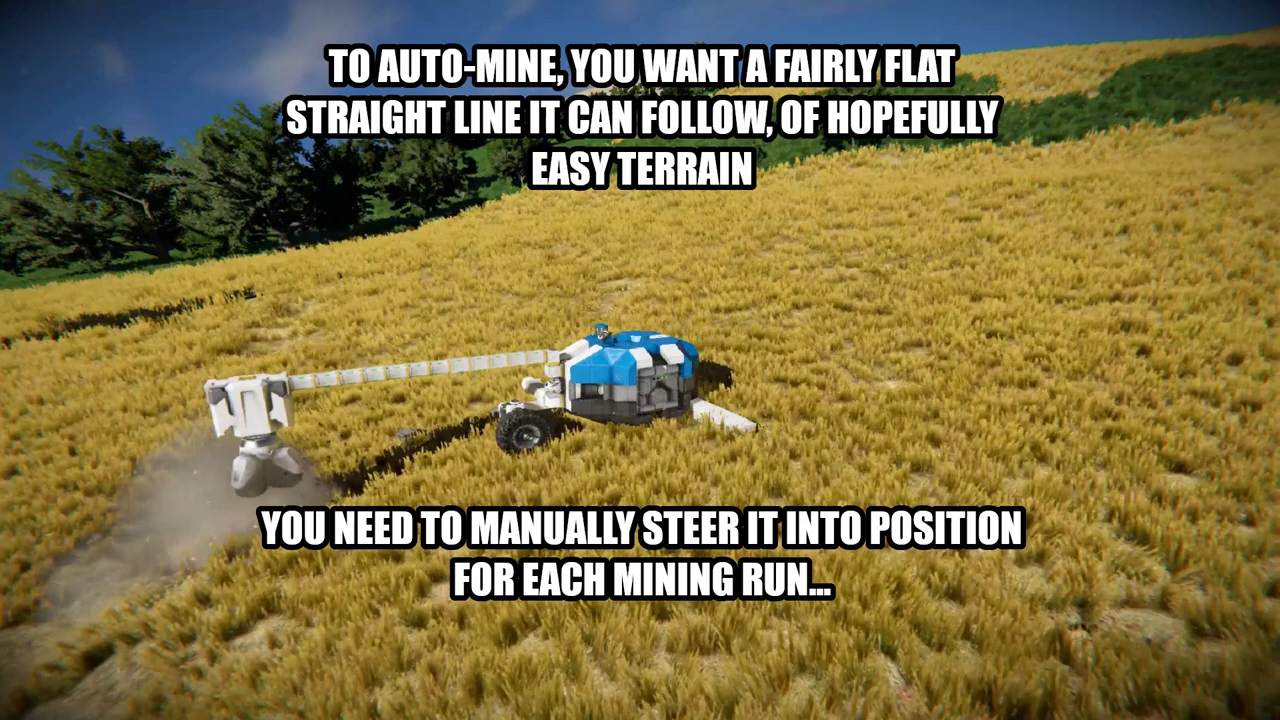 TO AUTO-MINE, YOU WANT A FAIRLY FLAT
STRAIGHT LINE IT CAN FOLLOW, OF HOPEFULLY
EASY TERRAIN
YOU NEED TO MANUALLY STEER IT INTO POSITION
FOR EACH MINING RUN...